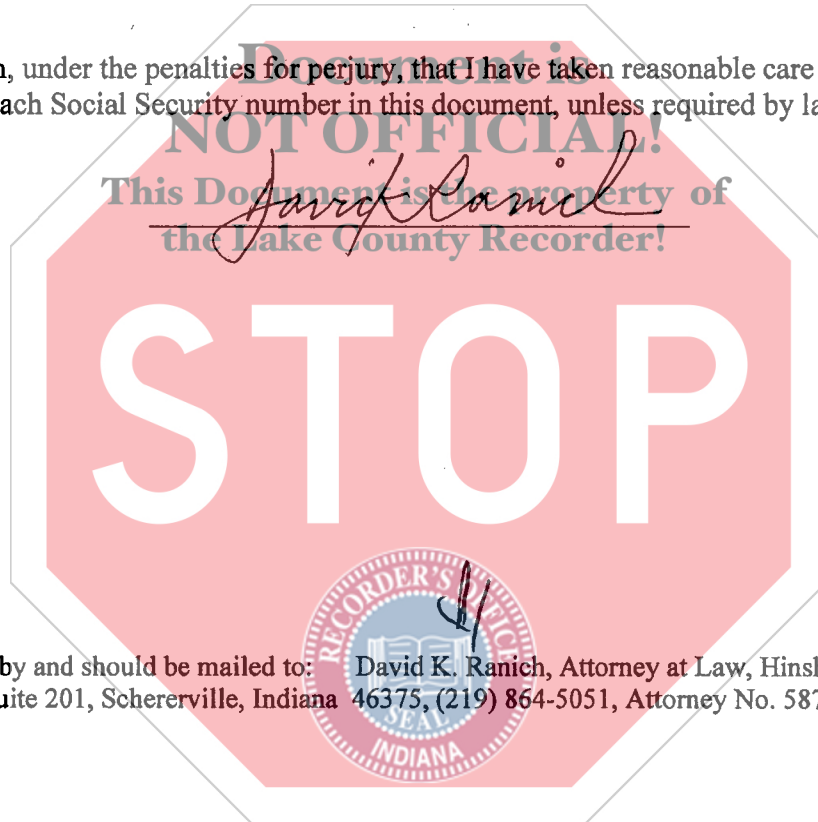 Document is
n, under the penalties for perjury, that I have taken reasonable care
ach Social Security number in this document, unless required by la
NOT OFFICIAL!
This Document is the property of
David K Ranich
the Lake County Recorder!
STOP
RECORDER'S OFFICE
by and should be mailed to: David K. Ranich, Attorney at Law, Hinsl
uite 201, Schererville, Indiana 46375, (219) 864-5051, Attorney No. 587
SEAL
INDIANA